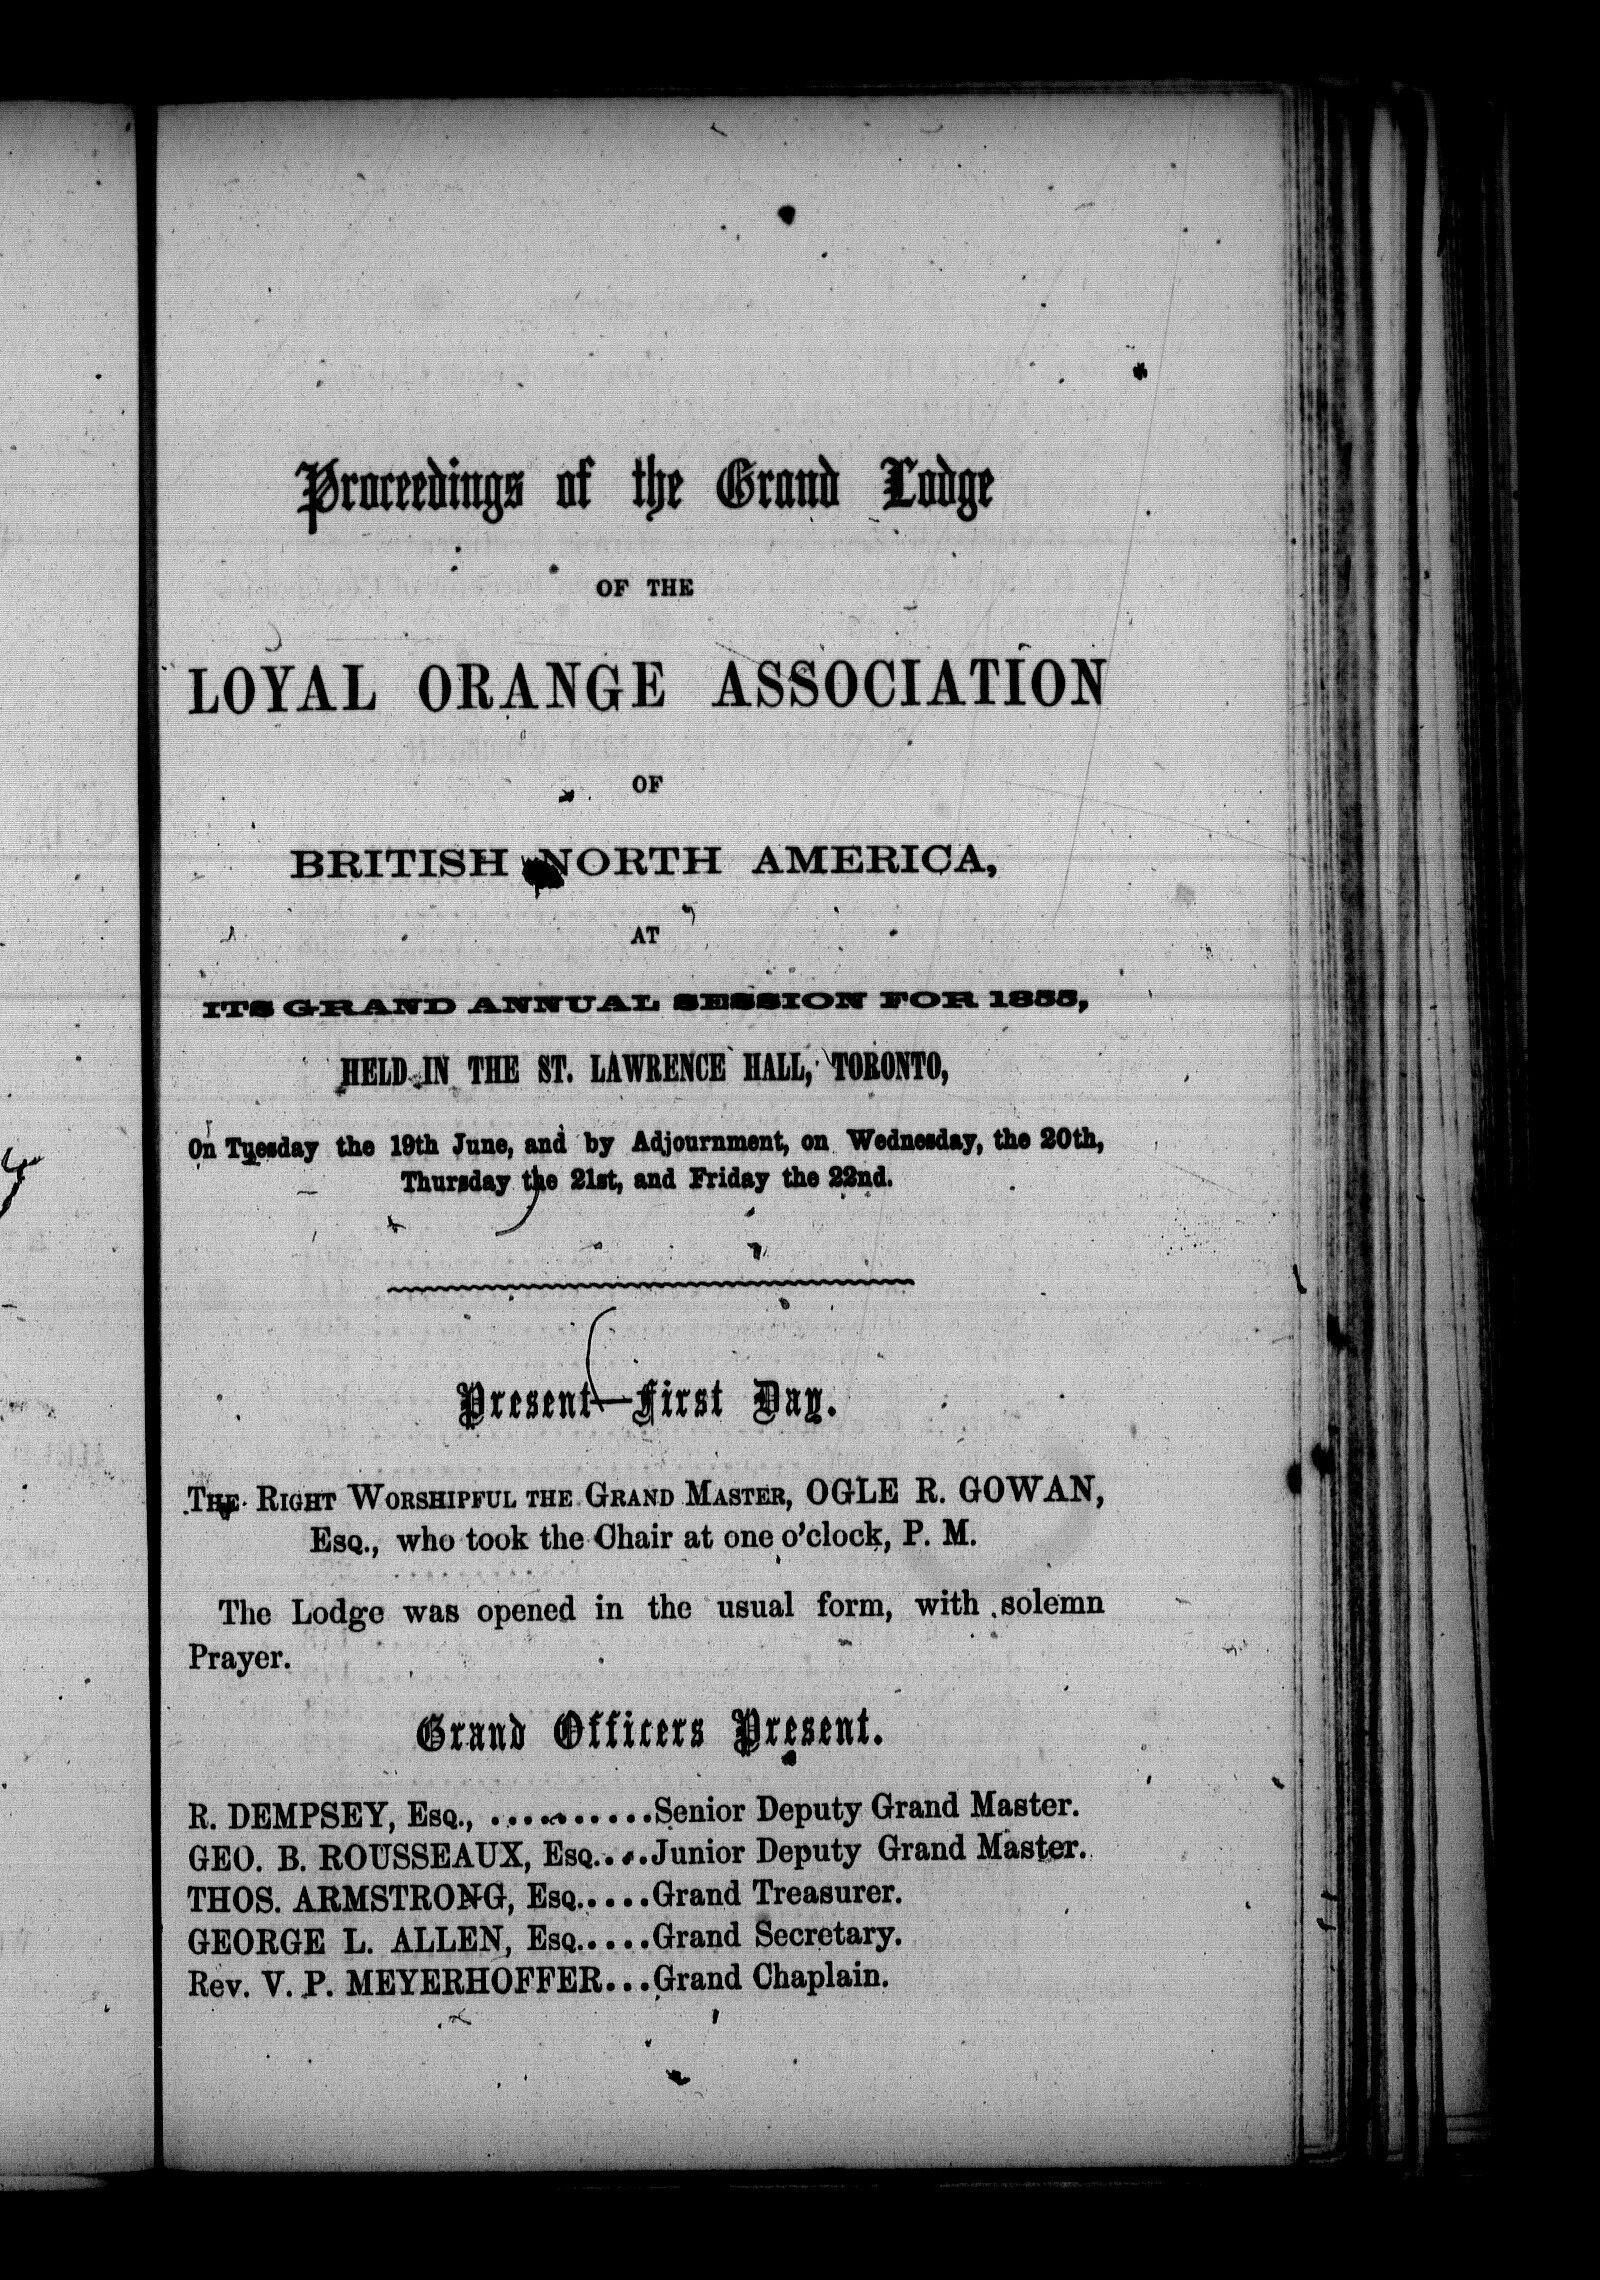 Proceedings of the Grand Lodge
OF THE
LOYAL ORANGE ASSOCIATION
OF
BRITISH NORTH AMERICA,
AT
ITS GRAND ANNUAL SESSION FOR 1855,
HELD IN THE ST. LAWRENCE HALL, TORONTO,
On Tuesday the 19th June, and by Adjournment, on Wednesday, the 20th,
Thursday the 21st, and Friday the 22nd.
Present—First Day.
THE RIGHT WORSHIPFUL THE GRAND MASTER, OGLE R. GOWAN,
ESQ., who took the Chair at one o'clock, P. M.
The Lodge was opened in the usual form, with solemn
Prayer.
Grand Officers Present.
R. DEMPSEY, ESQ., ..........Senior Deputy Grand Master.
GEO. B. ROUSSEAUX, ESQ....Junior Deputy Grand Master.
THOS. ARMSTRONG, ESQ.....Grand Treasurer.
GEORGE L. ALLEN, ESQ.....Grand Secretary.
Rev. V. P. MEYERHOFFER...Grand Chaplain.